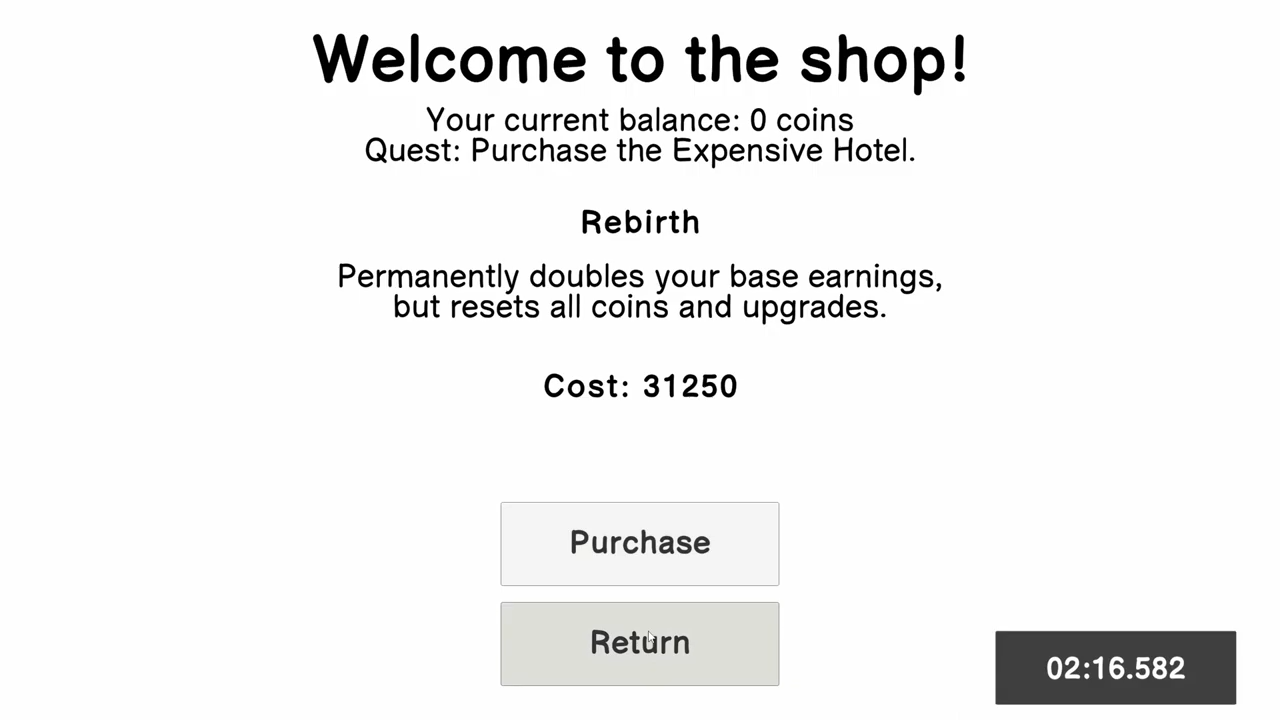 Welcome to the shop!
Your current balance: 0 coins
Quest: Purchase the Expensive Hotel.
Rebirth
Permanently doubles your base earnings,
but resets all coins and upgrades.
Cost: 31250
Purchase
Return
02:16.582